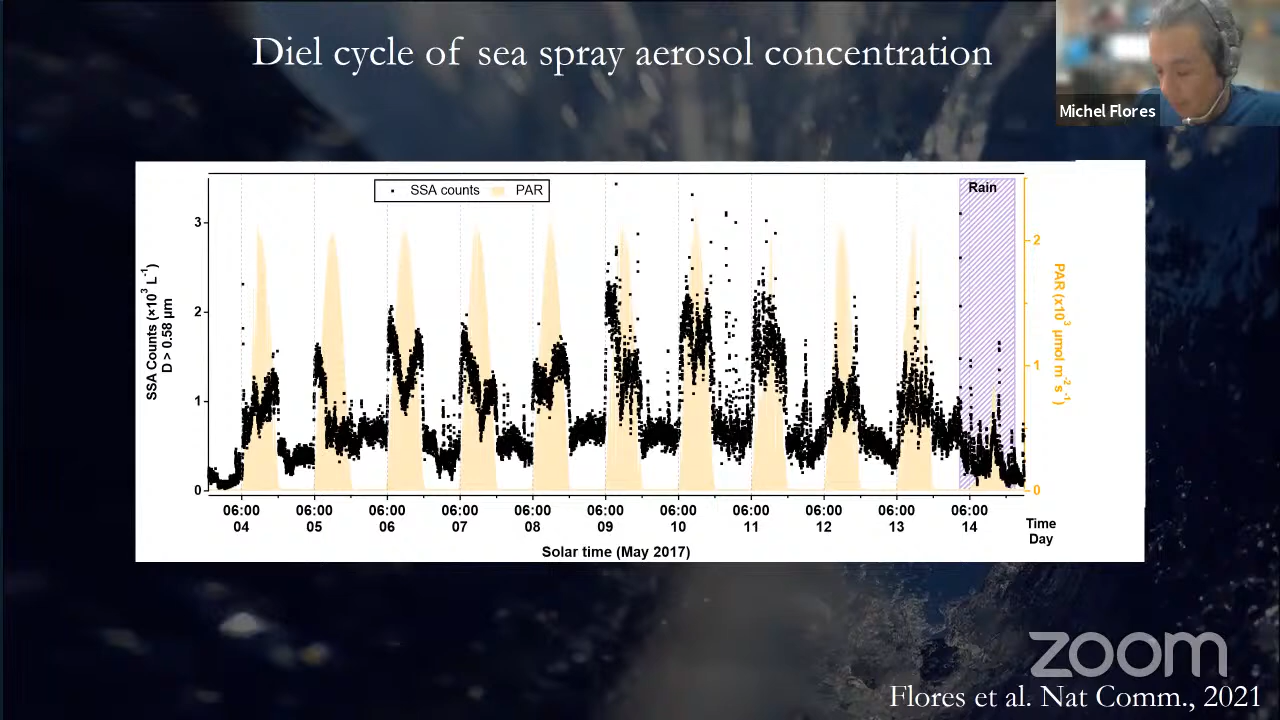 Diel cycle of sea spray aerosol concentration
Michel Flores
SSA counts PAR
Rain
SSA Counts (×10³ L⁻¹)
D > 0.58 µm
3
2
1
0
2
1
0
PAR (x10³ µmol m⁻² s⁻¹)
06:00 06:00 06:00 06:00 06:00 06:00 06:00 06:00 06:00 06:00 06:00
04 05 06 07 08 09 10 11 12 13 14
Time
Day
Solar time (May 2017)
zoom
Flores et al. Nat Comm., 2021